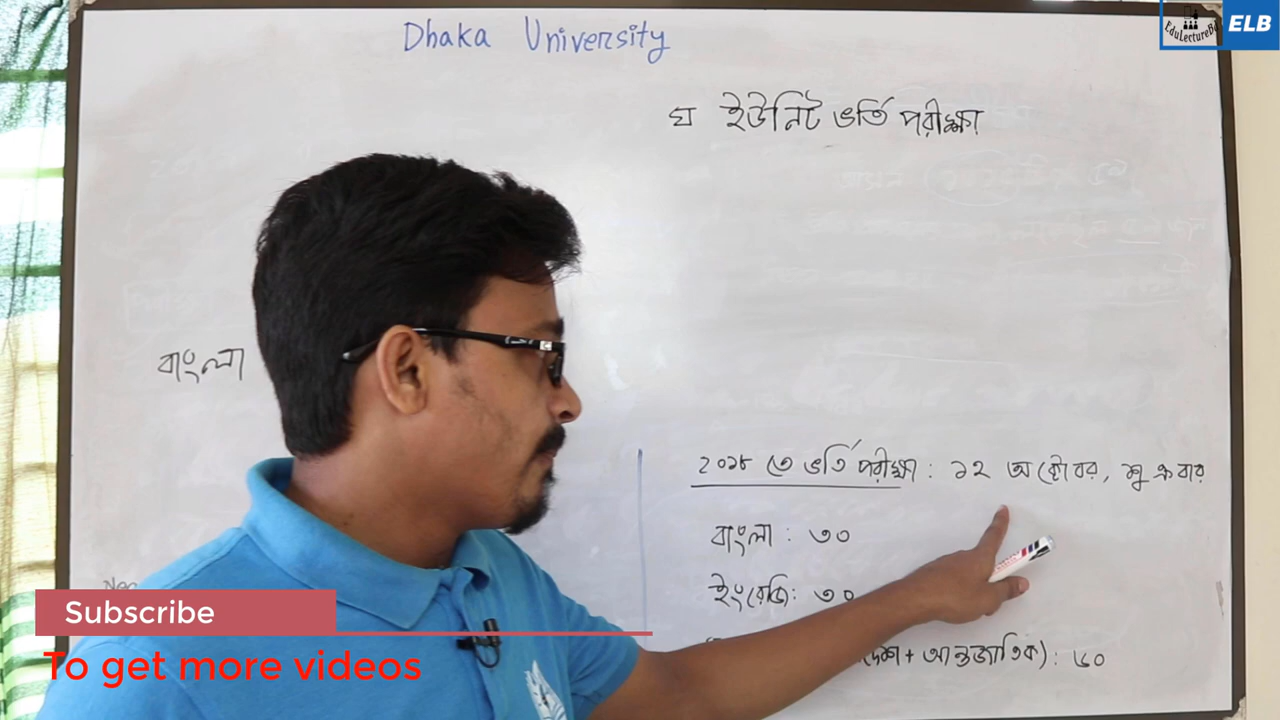 Dhaka University
EduLectureBd ELB
ঘ ইউনিট ভর্তি পরীক্ষা
বাংলা
২০১৮ তে ভর্তি পরীক্ষা : ১২ অক্টোবর, শুক্রবার
বাংলা : ৩০
ইংরেজি: ৩০
দেশ + আন্তর্জাতিক) : ৬০
Subscribe
To get more videos